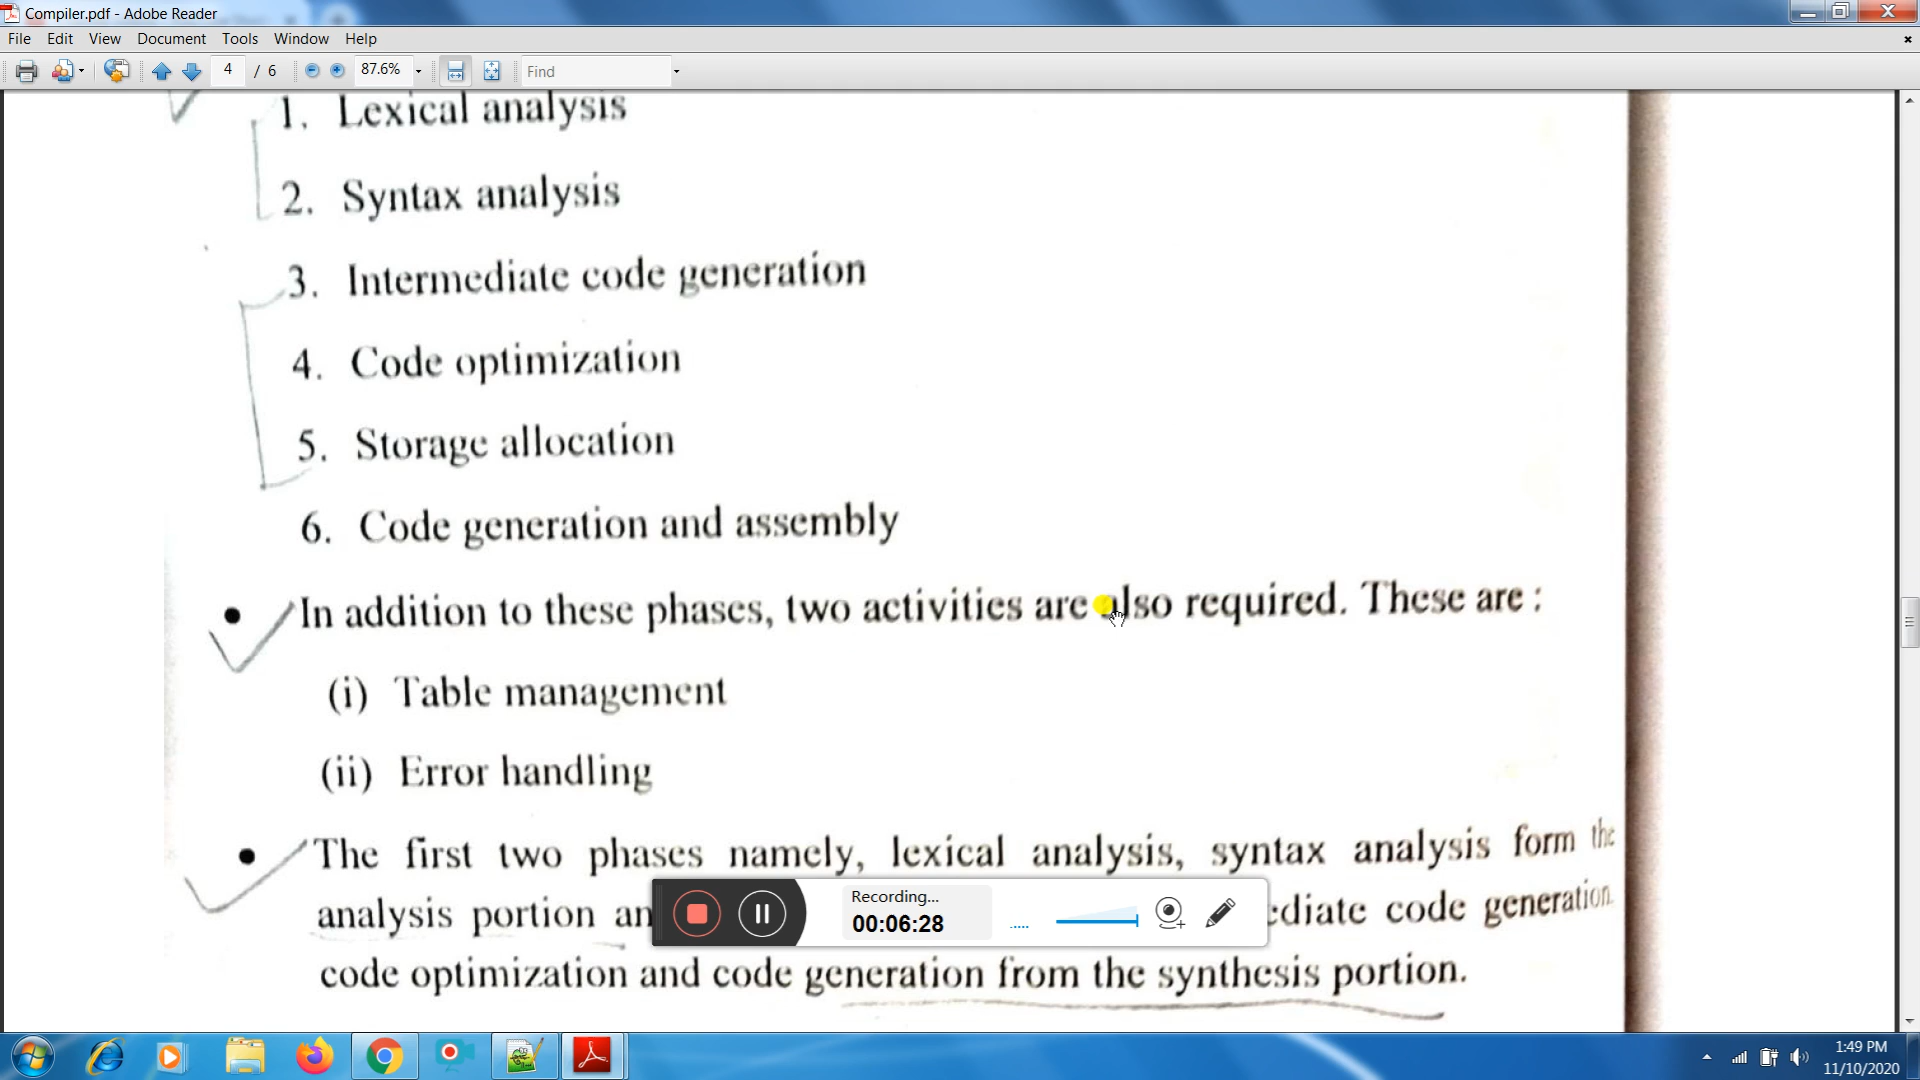 Compiler.pdf - Adobe Reader
File Edit View Document Tools Window Help
4 / 6 87.6% Find
1. Lexical analysis
2. Syntax analysis
3. Intermediate code generation
4. Code optimization
5. Storage allocation
6. Code generation and assembly
• In addition to these phases, two activities are also required. These are :
(i) Table management
(ii) Error handling
• The first two phases namely, lexical analysis, syntax analysis form the
analysis portion code generation
code optimization and code generation from the synthesis portion.
Recording...
00:06:28
1:49 PM
11/10/2020